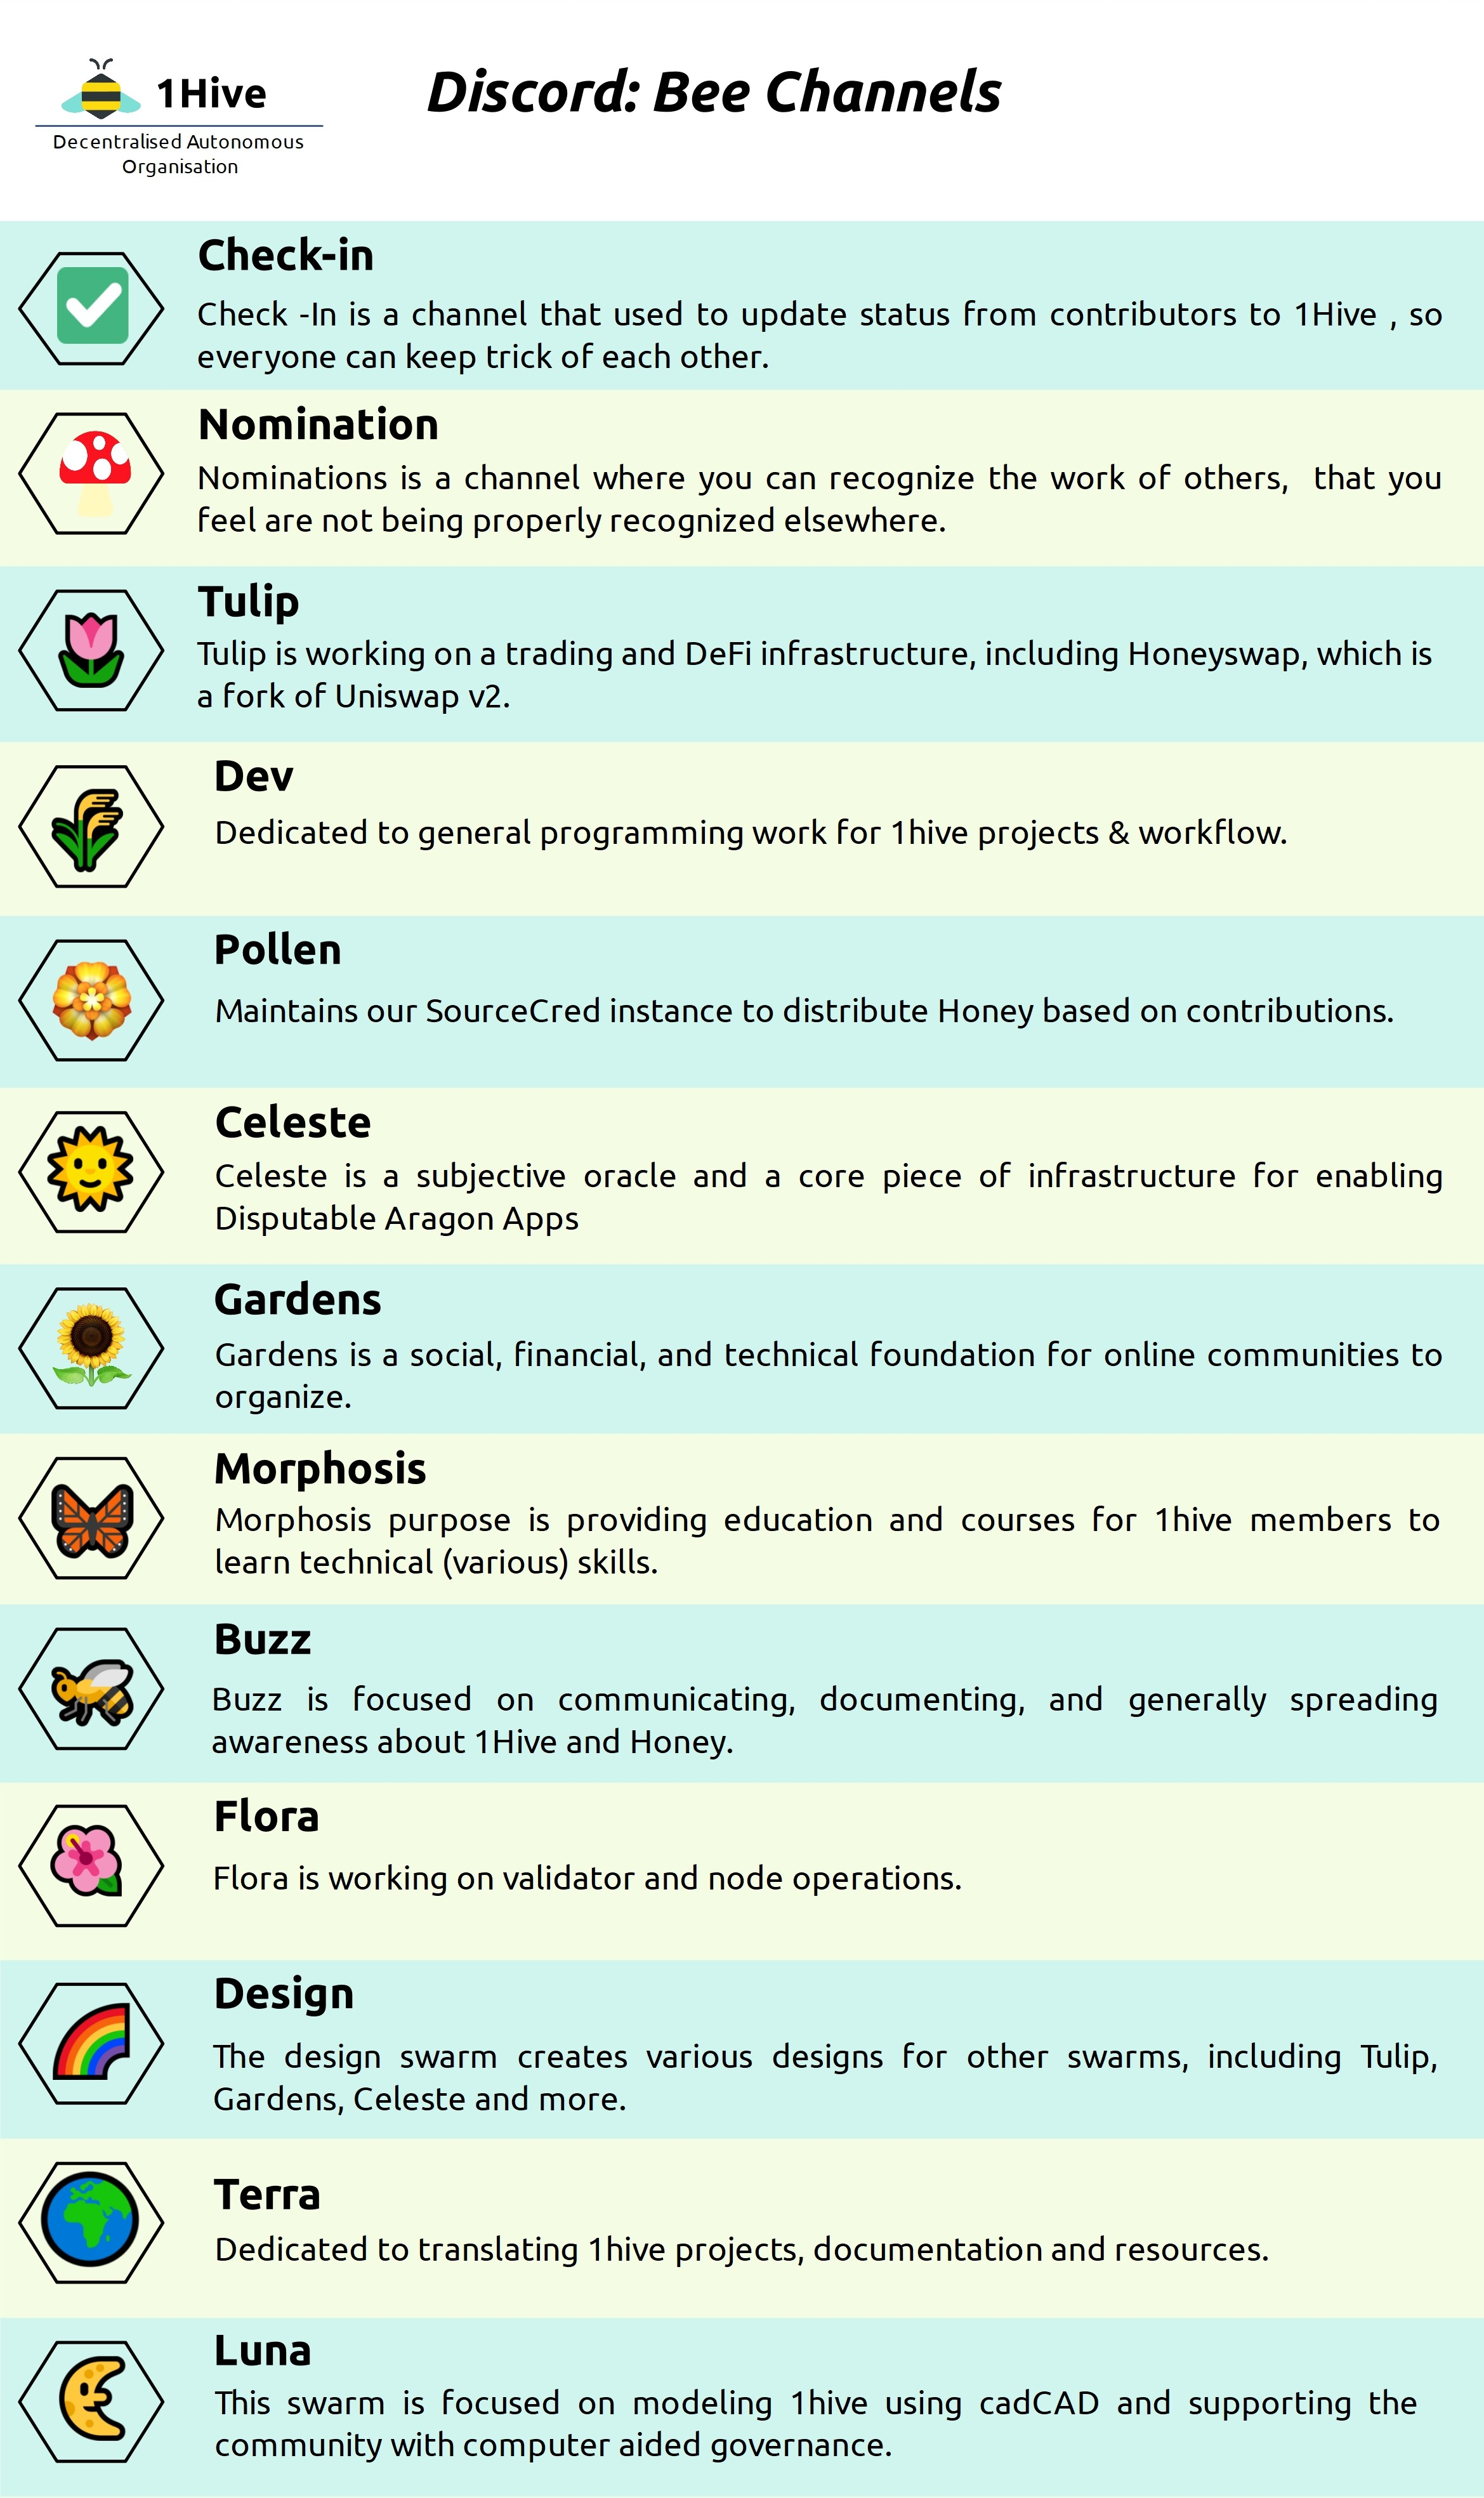 1Hive
Decentralised Autonomous
Organisation
Discord: Bee Channels
Check-in
Check -In is a channel that used to update status from contributors to 1Hive , so
everyone can keep trick of each other.
Nomination
Nominations is a channel where you can recognize the work of others, that you
feel are not being properly recognized elsewhere.
Tulip
Tulip is working on a trading and DeFi infrastructure, including Honeyswap, which is
a fork of Uniswap v2.
Dev
Dedicated to general programming work for 1hive projects & workflow.
Pollen
Maintains our SourceCred instance to distribute Honey based on contributions.
Celeste
Celeste is a subjective oracle and a core piece of infrastructure for enabling
Disputable Aragon Apps
Gardens
Gardens is a social, financial, and technical foundation for online communities to
organize.
Morphosis
Morphosis purpose is providing education and courses for 1hive members to
learn technical (various) skills.
Buzz
Buzz is focused on communicating, documenting, and generally spreading
awareness about 1Hive and Honey.
Flora
Flora is working on validator and node operations.
Design
The design swarm creates various designs for other swarms, including Tulip,
Gardens, Celeste and more.
Terra
Dedicated to translating 1hive projects, documentation and resources.
Luna
This swarm is focused on modeling 1hive using cadCAD and supporting the
community with computer aided governance.